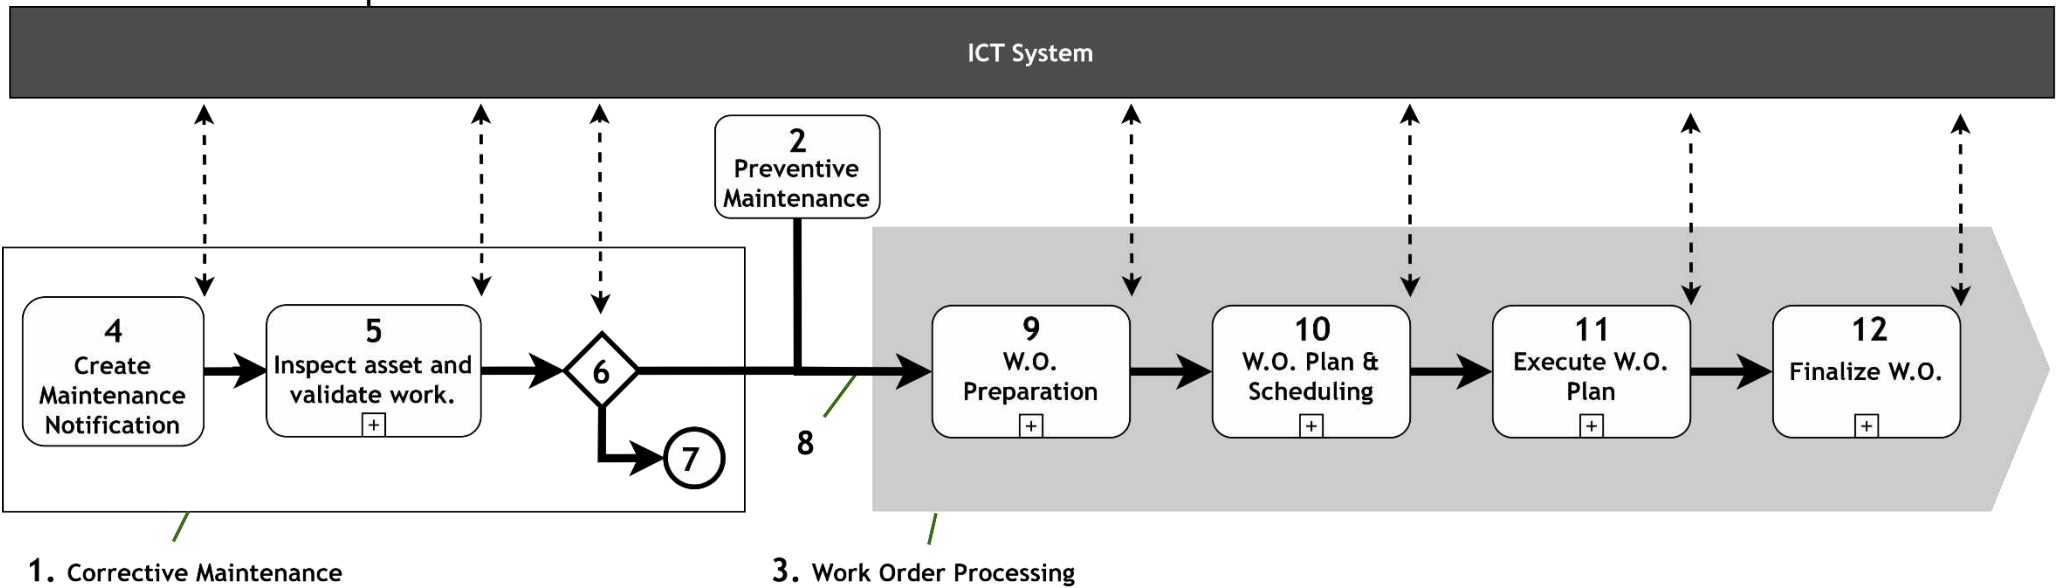 ICT System
2
Preventive
Maintenance
4
Create
Maintenance
Notification
5
Inspect asset and
validate work.
+
6
7
8
9
W.O.
Preparation
+
10
W.O. Plan &
Scheduling
+
11
Execute W.O.
Plan
+
12
Finalize W.O.
+
1. Corrective Maintenance
3. Work Order Processing